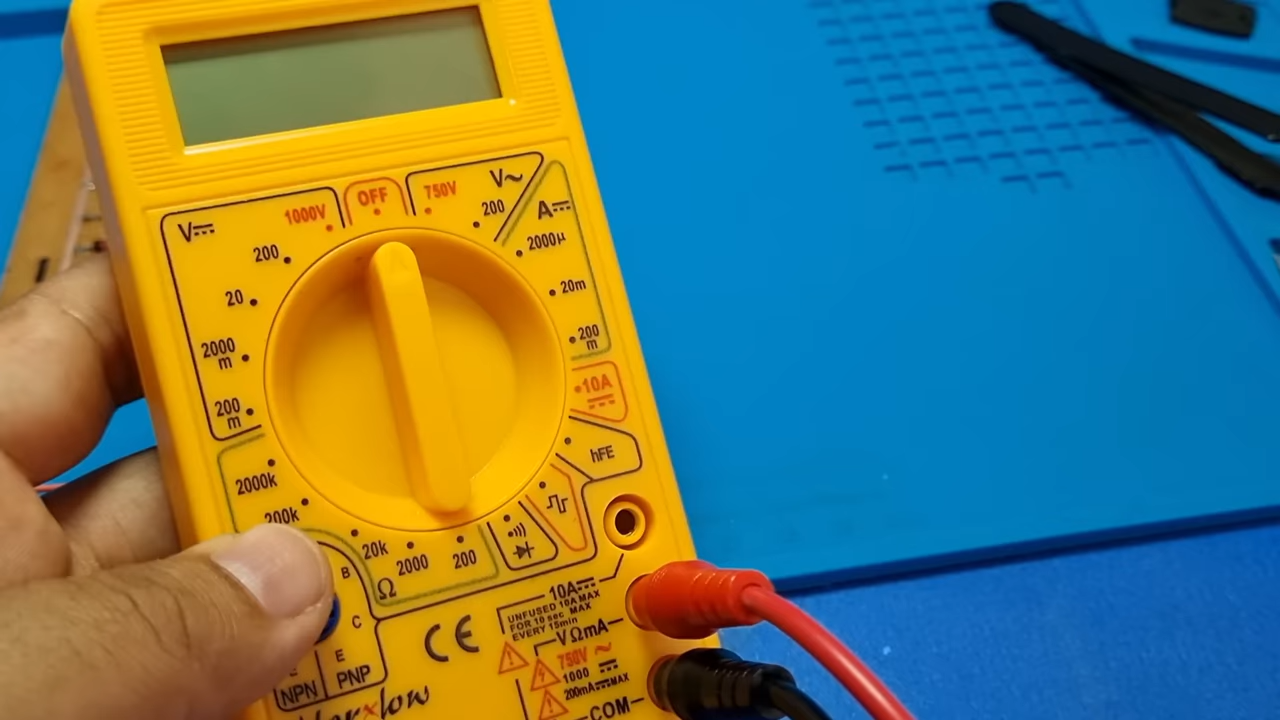 OFF
750V
V~
1000V
V⎓
200
200
A⎓
2000µ
20
20m
2000
m
200
m
10A
⎓
200
m
hFE
2000k
200k
20k
2000
200
Ω
B
C
E
NPN
PNP
CE
10A⎓
UNFUSED 10A MAX
FOR 10 sec MAX
EVERY 15min
VΩmA
750V ~
1000 ⎓
200mA⎓MAX
COM